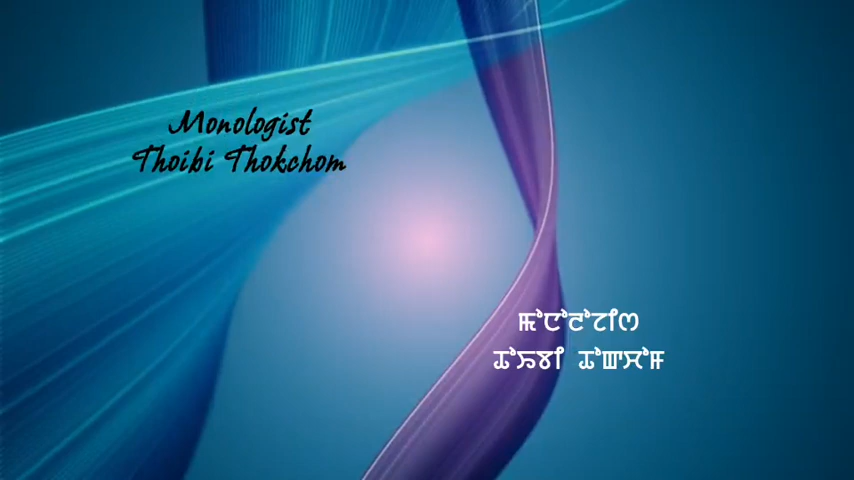 Monologist
Thoibi Thokchom
ꯃꯣꯅꯣꯂꯣꯖꯤꯁ
ꯊꯣꯏꯕꯤ ꯊꯣꯛꯆꯣꯝ